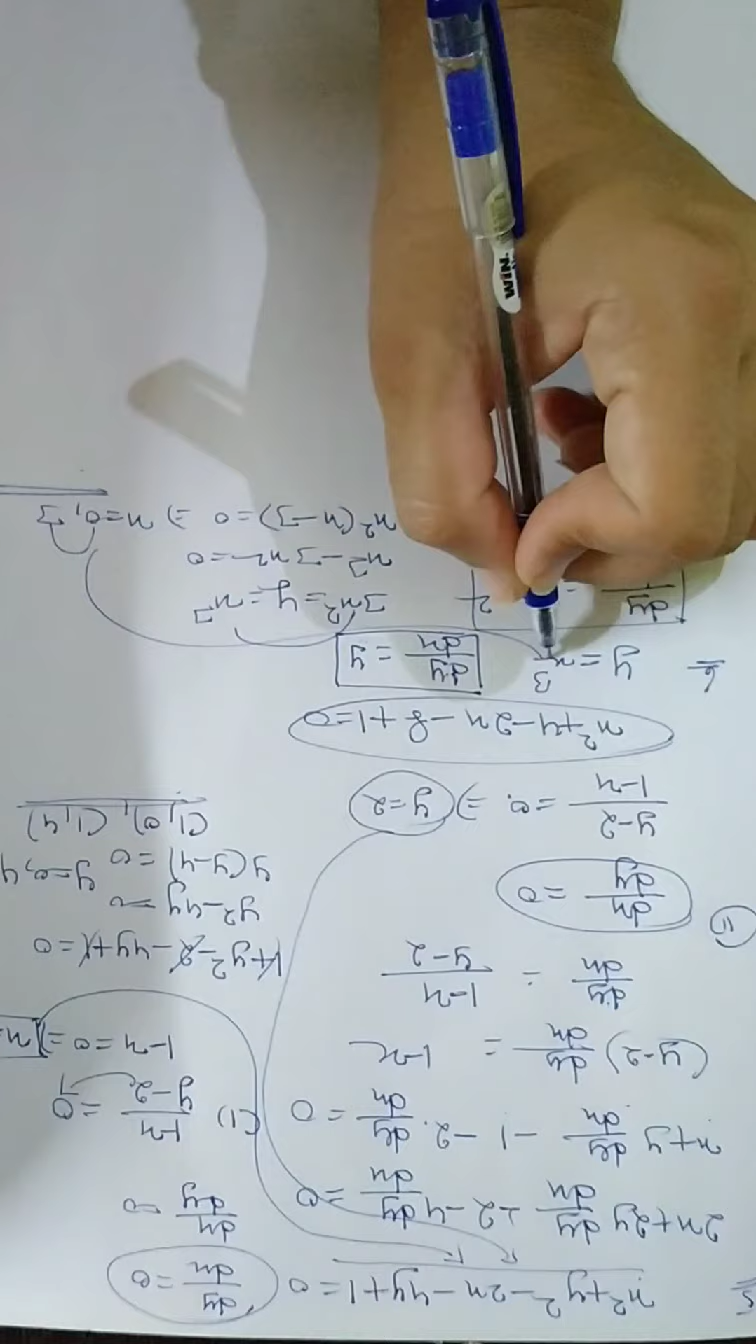 5
x²+y²-2x-4y+1=0
dy/dx = 0
2x+2y dy/dx -2-4 dy/dx = 0
dx/dy =
x+y dy/dx -1 -2. dy/dx = 0
(1) 1-x/y-2 = 0/1
(y-2) dy/dx = 1-x
1-x=0 ⇒
dy/dx = 1-x/y-2
1+y²-2-4y+1=0
y²-4y =
y(y-4) = 0 y=0,4
(1,0), (1,4)
ii
dx/dy = 0
y-2/1-x = 0. ⇒ y=2
x²+4-2x-8+1=0
6
y=x³
dy/dx = y
3x²=y=x³
x³-3x²=0
x²(x-3)=0 ⇒ x=0,3
WIN